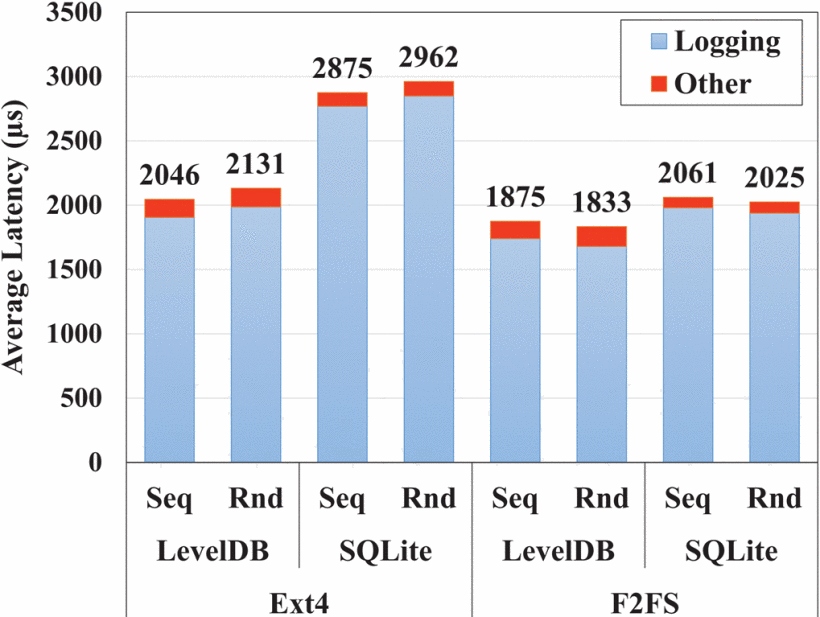 3500
3000
2500
2000
1500
1000
500
0
Average Latency (µs)
Logging
Other
2046
2131
2875
2962
1875
1833
2061
2025
Seq Rnd Seq Rnd Seq Rnd Seq Rnd
LevelDB SQLite LevelDB SQLite
Ext4 F2FS